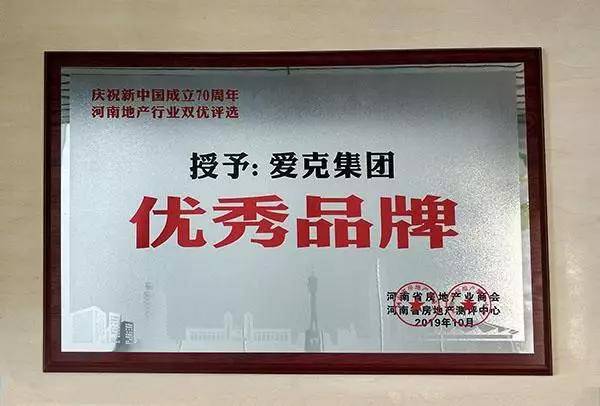 庆祝新中国成立70周年
河南地产行业双优评选
授予: 爱克集团
优秀品牌
河南省房地产业商会
河南省房地产测评中心
2019年10月